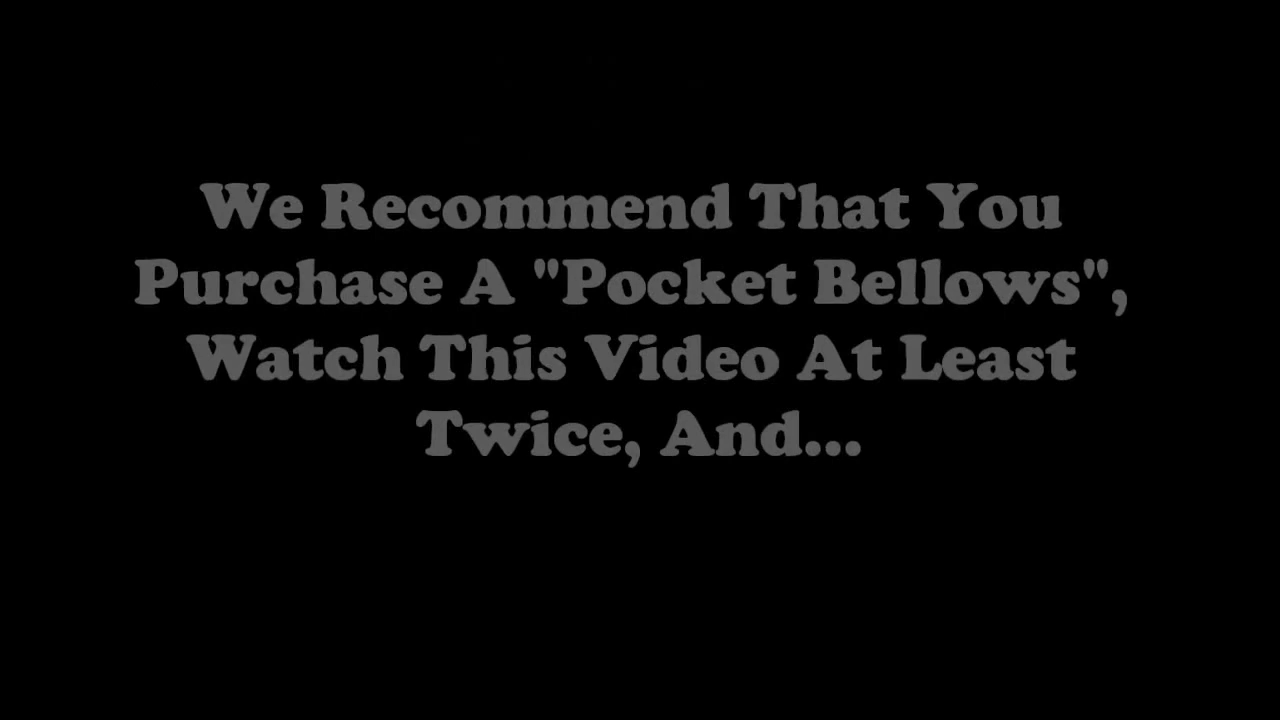 We Recommend That You
Purchase A "Pocket Bellows",
Watch This Video At Least
Twice, And...